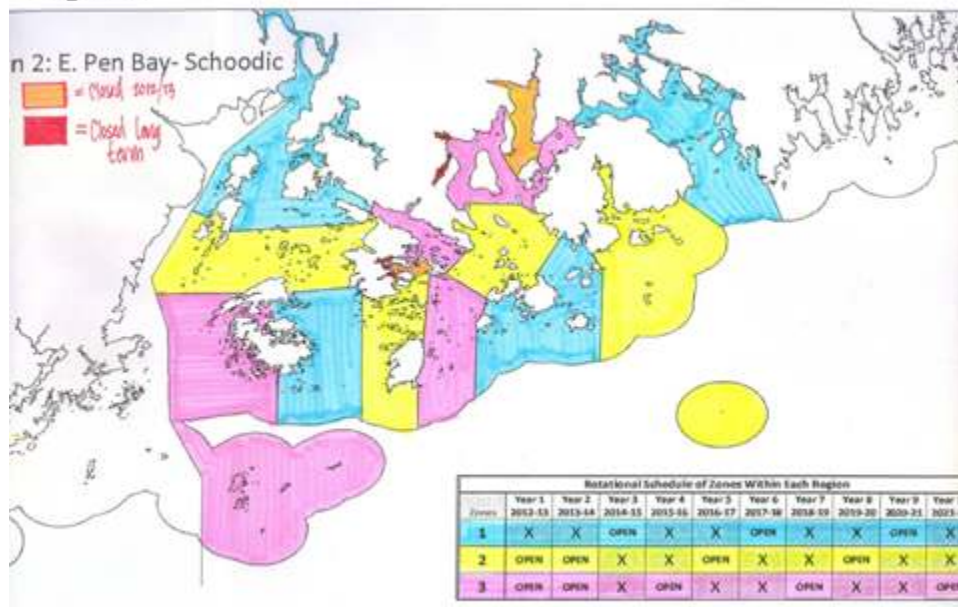 n 2: E. Pen Bay- Schoodic
= Closed 2012/13
= Closed long
term
Rotational Schedule of Zones Within Each Region
Zones Year 1 Year 2 Year 3 Year 4 Year 5 Year 6 Year 7 Year 8 Year 9 Year
2012-13 2013-14 2014-15 2015-16 2016-17 2017-18 2018-19 2019-20 2020-21 2021-
1 X X OPEN X X OPEN X X OPEN X
2 OPEN OPEN X X OPEN X X OPEN X X
3 OPEN OPEN X OPEN X X OPEN X X OPE